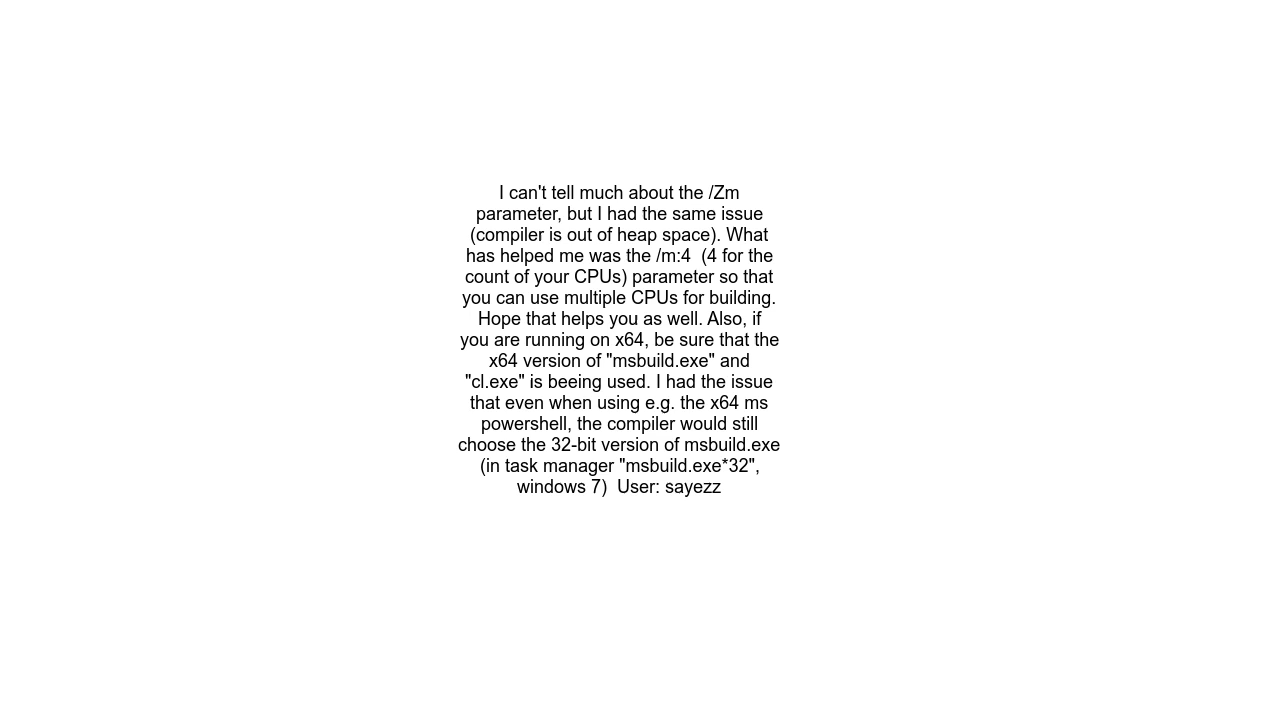 I can't tell much about the /Zm
parameter, but I had the same issue
(compiler is out of heap space). What
has helped me was the /m:4  (4 for the
count of your CPUs) parameter so that
you can use multiple CPUs for building.
Hope that helps you as well. Also, if
you are running on x64, be sure that the
x64 version of "msbuild.exe" and
"cl.exe" is beeing used. I had the issue
that even when using e.g. the x64 ms
powershell, the compiler would still
choose the 32-bit version of msbuild.exe
(in task manager "msbuild.exe*32",
windows 7)  User: sayezz